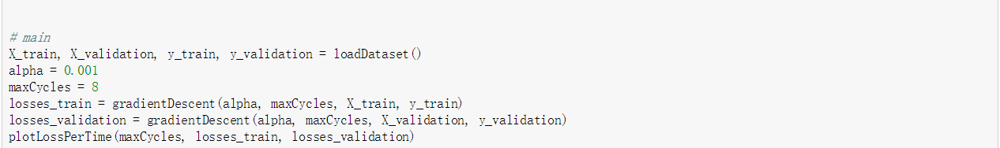 # main
X_train, X_validation, y_train, y_validation = loadDataset()
alpha = 0.001
maxCycles = 8
losses_train = gradientDescent(alpha, maxCycles, X_train, y_train)
losses_validation = gradientDescent(alpha, maxCycles, X_validation, y_validation)
plotLossPerTime(maxCycles, losses_train, losses_validation)